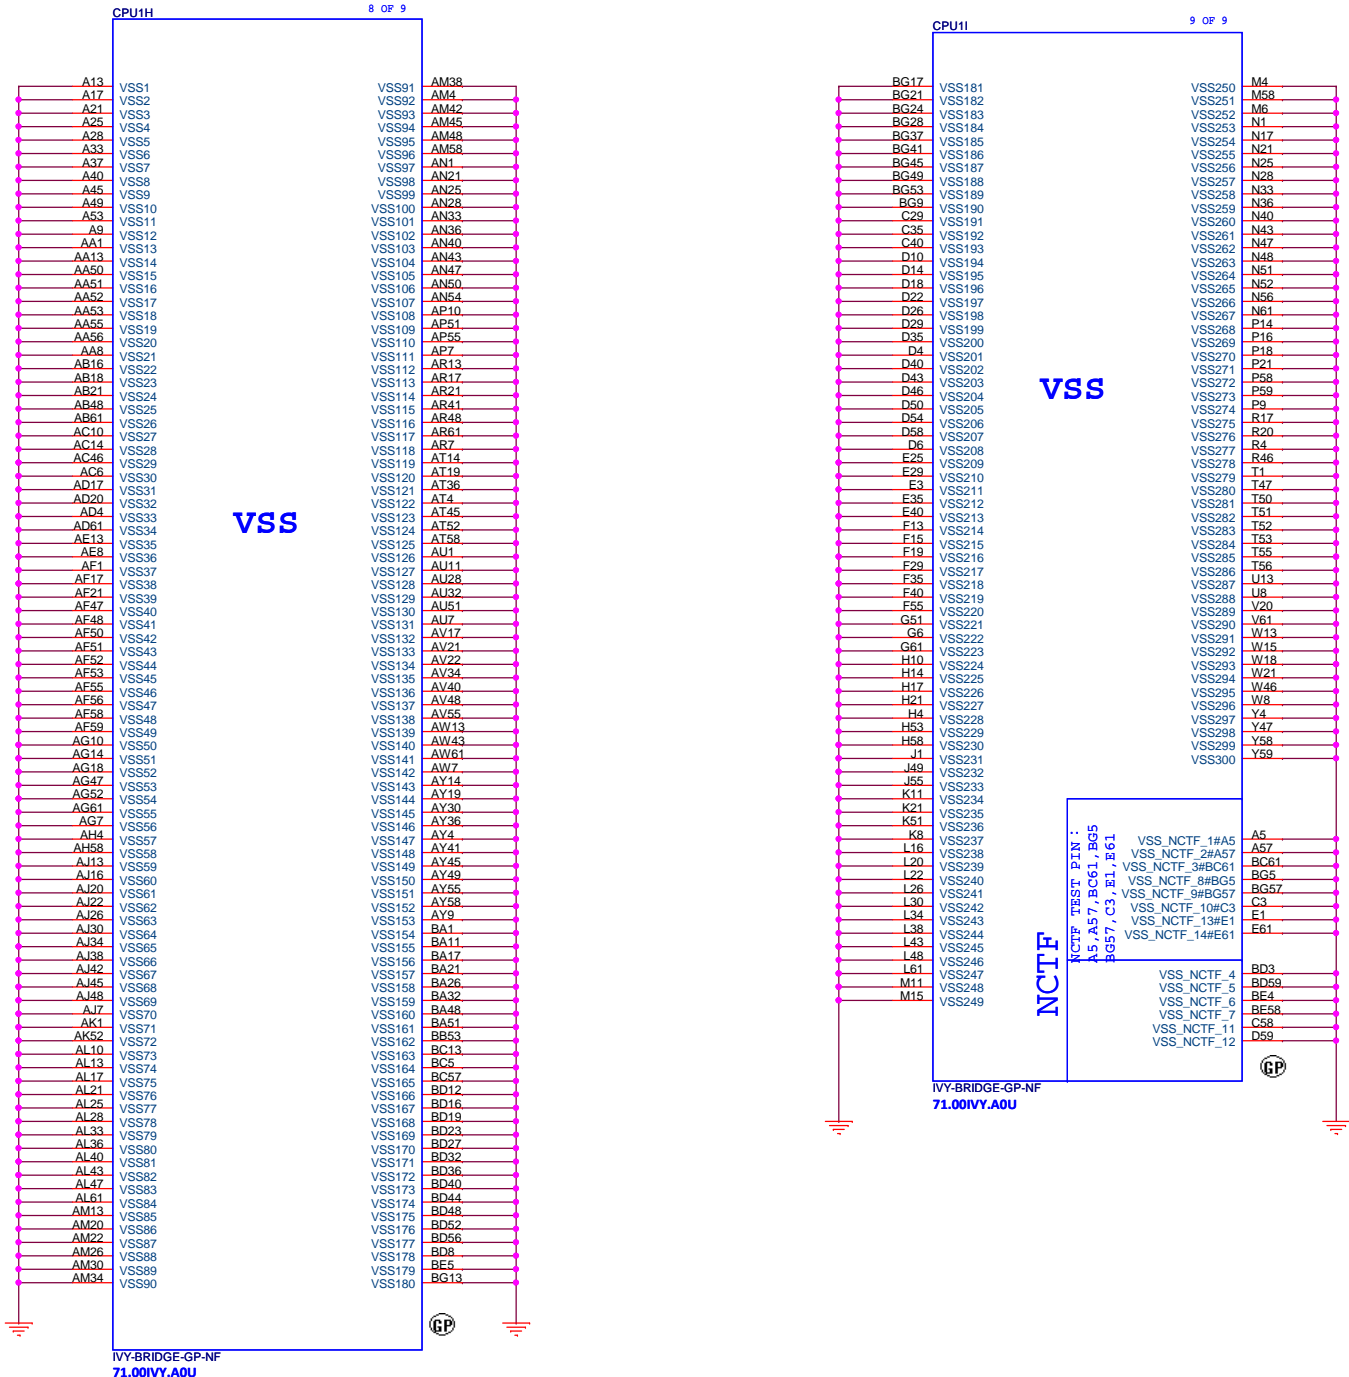 CPU1H
8 OF 9
A13 VSS1 VSS91 AM38
A17 VSS2 VSS92 AM4
A21 VSS3 VSS93 AM42
A25 VSS4 VSS94 AM45
A28 VSS5 VSS95 AM48
A33 VSS6 VSS96 AM58
A37 VSS7 VSS97 AN1
A40 VSS8 VSS98 AN21
A45 VSS9 VSS99 AN25
A49 VSS10 VSS100 AN28
A53 VSS11 VSS101 AN33
A9 VSS12 VSS102 AN36
AA1 VSS13 VSS103 AN40
AA13 VSS14 VSS104 AN43
AA50 VSS15 VSS105 AN47
AA51 VSS16 VSS106 AN50
AA52 VSS17 VSS107 AN54
AA53 VSS18 VSS108 AP10
AA55 VSS19 VSS109 AP51
AA56 VSS20 VSS110 AP55
AA8 VSS21 VSS111 AP7
AB16 VSS22 VSS112 AR13
AB18 VSS23 VSS113 AR17
AB21 VSS24 VSS114 AR21
AB48 VSS25 VSS115 AR41
AB61 VSS26 VSS116 AR48
AC10 VSS27 VSS117 AR61
AC14 VSS28 VSS118 AR7
AC46 VSS29 VSS119 AT14
AC6 VSS30 VSS120 AT19
AD17 VSS31 VSS121 AT36
AD20 VSS32 VSS122 AT4
AD4 VSS33 VSS123 AT45
AD61 VSS34 VSS124 AT52
AE13 VSS35 VSS125 AT58
AE8 VSS36 VSS126 AU1
AF1 VSS37 VSS127 AU11
AF17 VSS38 VSS128 AU28
AF21 VSS39 VSS129 AU32
AF47 VSS40 VSS130 AU51
AF48 VSS41 VSS131 AU7
AF50 VSS42 VSS132 AV17
AF51 VSS43 VSS133 AV21
AF52 VSS44 VSS134 AV22
AF53 VSS45 VSS135 AV34
AF55 VSS46 VSS136 AV40
AF56 VSS47 VSS137 AV48
AF58 VSS48 VSS138 AV55
AF59 VSS49 VSS139 AW13
AG10 VSS50 VSS140 AW43
AG14 VSS51 VSS141 AW61
AG18 VSS52 VSS142 AW7
AG47 VSS53 VSS143 AY14
AG52 VSS54 VSS144 AY19
AG61 VSS55 VSS145 AY30
AG7 VSS56 VSS146 AY36
AH4 VSS57 VSS147 AY4
AH58 VSS58 VSS148 AY41
AJ13 VSS59 VSS149 AY45
AJ16 VSS60 VSS150 AY49
AJ20 VSS61 VSS151 AY55
AJ22 VSS62 VSS152 AY58
AJ26 VSS63 VSS153 AY9
AJ30 VSS64 VSS154 BA1
AJ34 VSS65 VSS155 BA11
AJ38 VSS66 VSS156 BA17
AJ42 VSS67 VSS157 BA21
AJ45 VSS68 VSS158 BA26
AJ48 VSS69 VSS159 BA32
AJ7 VSS70 VSS160 BA48
AK1 VSS71 VSS161 BA51
AK52 VSS72 VSS162 BB53
AL10 VSS73 VSS163 BC13
AL13 VSS74 VSS164 BC5
AL17 VSS75 VSS165 BC57
AL21 VSS76 VSS166 BD12
AL25 VSS77 VSS167 BD16
AL28 VSS78 VSS168 BD19
AL33 VSS79 VSS169 BD23
AL36 VSS80 VSS170 BD27
AL40 VSS81 VSS171 BD32
AL43 VSS82 VSS172 BD36
AL47 VSS83 VSS173 BD40
AL61 VSS84 VSS174 BD44
AM13 VSS85 VSS175 BD48
AM20 VSS86 VSS176 BD52
AM22 VSS87 VSS177 BD56
AM26 VSS88 VSS178 BD8
AM30 VSS89 VSS179 BE5
AM34 VSS90 VSS180 BG13
VSS
GP
IVY-BRIDGE-GP-NF
71.00IVY.A0U
CPU1I
9 OF 9
BG17 VSS181 VSS250 M4
BG21 VSS182 VSS251 M58
BG24 VSS183 VSS252 M6
BG28 VSS184 VSS253 N1
BG37 VSS185 VSS254 N17
BG41 VSS186 VSS255 N21
BG45 VSS187 VSS256 N25
BG49 VSS188 VSS257 N28
BG53 VSS189 VSS258 N33
BG9 VSS190 VSS259 N36
C29 VSS191 VSS260 N40
C35 VSS192 VSS261 N43
C40 VSS193 VSS262 N47
D10 VSS194 VSS263 N48
D14 VSS195 VSS264 N51
D18 VSS196 VSS265 N52
D22 VSS197 VSS266 N56
D26 VSS198 VSS267 N61
D29 VSS199 VSS268 P14
D35 VSS200 VSS269 P16
D4 VSS201 VSS270 P18
D40 VSS202 VSS271 P21
D43 VSS203 VSS272 P58
D46 VSS204 VSS273 P59
D50 VSS205 VSS274 P9
D54 VSS206 VSS275 R17
D58 VSS207 VSS276 R20
D6 VSS208 VSS277 R4
E25 VSS209 VSS278 R46
E29 VSS210 VSS279 T1
E3 VSS211 VSS280 T47
E35 VSS212 VSS281 T50
E40 VSS213 VSS282 T51
F13 VSS214 VSS283 T52
F15 VSS215 VSS284 T53
F19 VSS216 VSS285 T55
F29 VSS217 VSS286 T56
F35 VSS218 VSS287 U13
F40 VSS219 VSS288 U8
F55 VSS220 VSS289 V20
G51 VSS221 VSS290 V61
G6 VSS222 VSS291 W13
G61 VSS223 VSS292 W15
H10 VSS224 VSS293 W18
H14 VSS225 VSS294 W21
H17 VSS226 VSS295 W46
H21 VSS227 VSS296 W8
H4 VSS228 VSS297 Y4
H53 VSS229 VSS298 Y47
H58 VSS230 VSS299 Y58
J1 VSS231 VSS300 Y59
J49 VSS232
J55 VSS233
K11 VSS234
K21 VSS235
K51 VSS236
K8 VSS237 VSS_NCTF_1#A5 A5
L16 VSS238 VSS_NCTF_2#A57 A57
L20 VSS239 VSS_NCTF_3#BC61 BC61
L22 VSS240 VSS_NCTF_8#BG5 BG5
L26 VSS241 VSS_NCTF_9#BG57 BG57
L30 VSS242 VSS_NCTF_10#C3 C3
L34 VSS243 VSS_NCTF_13#E1 E1
L38 VSS244 VSS_NCTF_14#E61 E61
L43 VSS245
L48 VSS246
L61 VSS247 VSS_NCTF_4 BD3
M11 VSS248 VSS_NCTF_5 BD59
M15 VSS249 VSS_NCTF_6 BE4
VSS_NCTF_7 BE58
VSS_NCTF_11 C58
VSS_NCTF_12 D59
VSS
NCTF
NCTF TEST PIN:
A5,A57,BC61,BG5
BG57,C3,E1,E61
GP
IVY-BRIDGE-GP-NF
71.00IVY.A0U